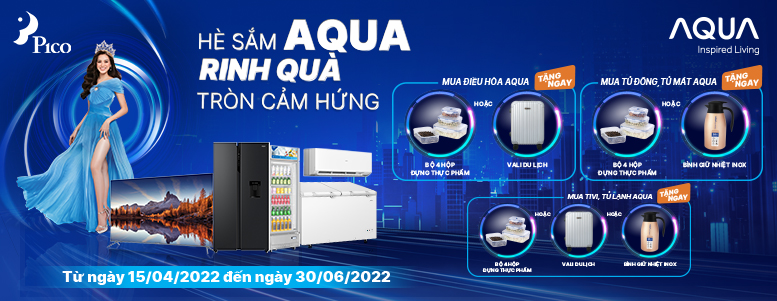 Pico
HÈ SẮM AQUA
RINH QUÀ
TRÒN CẢM HỨNG
AQUA
Inspired Living
MUA ĐIỀU HÒA AQUA
TẶNG NGAY
HOẶC
BỘ 4 HỘP
ĐỰNG THỰC PHẨM
VALI DU LỊCH
MUA TỦ ĐÔNG, TỦ MÁT AQUA
TẶNG NGAY
HOẶC
BỘ 4 HỘP
ĐỰNG THỰC PHẨM
BÌNH GIỮ NHIỆT INOX
MUA TIVI, TỦ LẠNH AQUA
TẶNG NGAY
HOẶC
HOẶC
BỘ 4 HỘP
ĐỰNG THỰC PHẨM
VALI DU LỊCH
BÌNH GIỮ NHIỆT INOX
Từ ngày 15/04/2022 đến ngày 30/06/2022